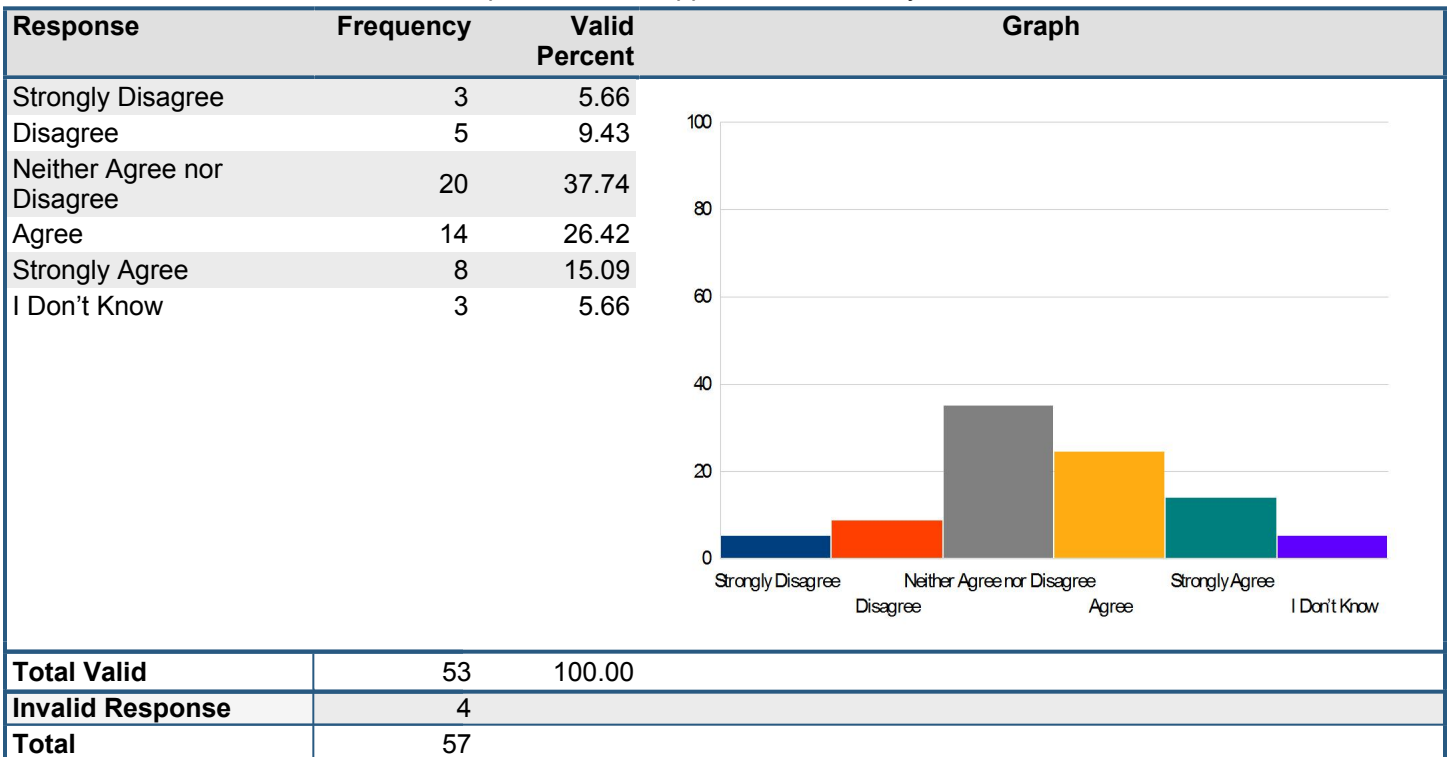 Response Frequency Valid Percent Graph
Strongly Disagree 3 5.66
Disagree 5 9.43
Neither Agree nor Disagree 20 37.74
Agree 14 26.42
Strongly Agree 8 15.09
I Don't Know 3 5.66
100
80
60
40
20
0
Strongly Disagree Neither Agree nor Disagree Strongly Agree
Disagree Agree I Don't Know
Total Valid 53 100.00
Invalid Response 4
Total 57